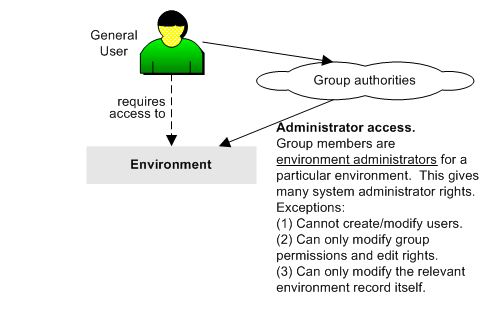 General
User
Group authorities
requires
access to
Environment
Administrator access.
Group members are
environment administrators for a
particular environment.  This gives
many system administrator rights.
Exceptions:
(1) Cannot create/modify users.
(2) Can only modify group
permissions and edit rights.
(3) Can only modify the relevant
environment record itself.